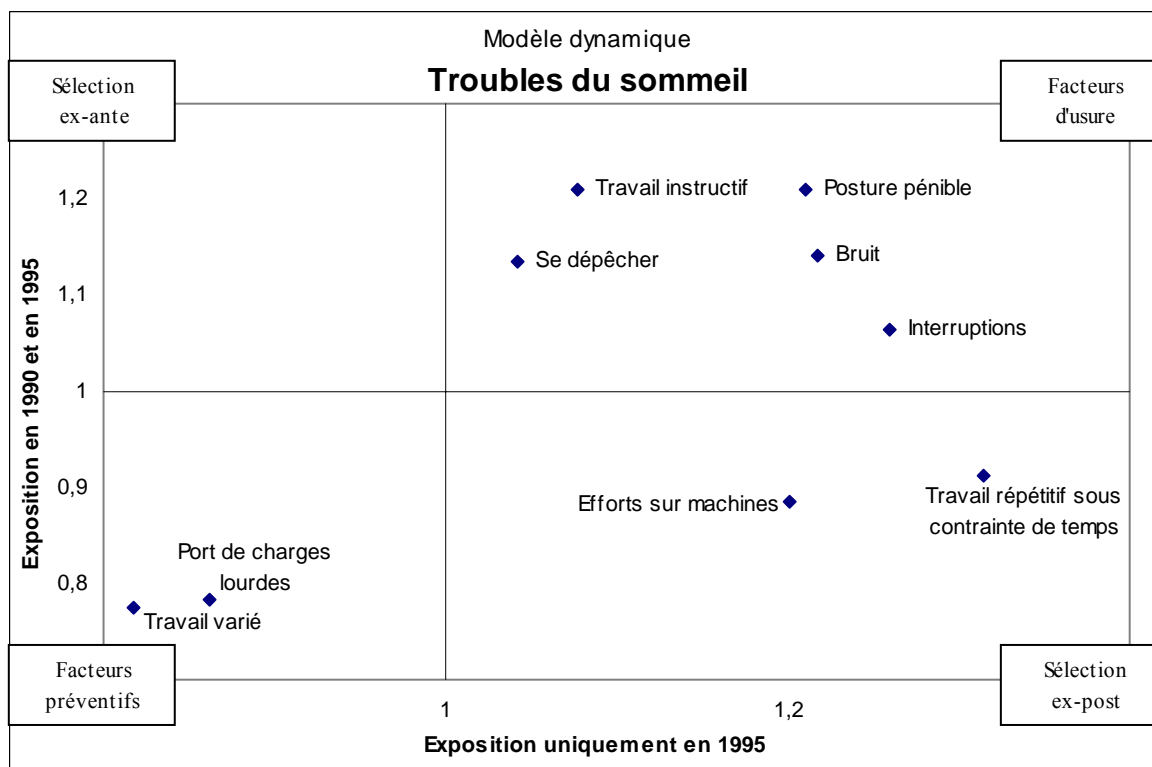 Modèle dynamique
Troubles du sommeil
Sélection
ex-ante
Facteurs
d'usure
Travail instructif
Posture pénible
Se dépêcher
Bruit
Interruptions
Efforts sur machines
Travail répétitif sous
contrainte de temps
Port de charges
lourdes
Travail varié
Exposition en 1990 et en 1995
1,2
1,1
1
0,9
0,8
Facteurs
préventifs
Sélection
ex-post
1
1,2
Exposition uniquement en 1995